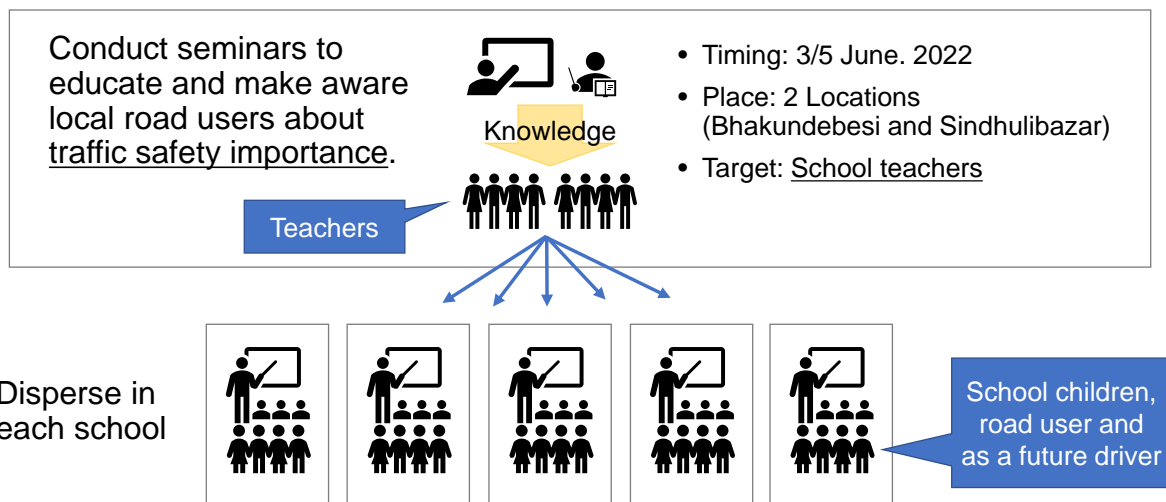 Conduct seminars to
educate and make aware
local road users about
traffic safety importance.
Knowledge
Teachers
• Timing: 3/5 June. 2022
• Place: 2 Locations
(Bhakundebesi and Sindhulibazar)
• Target: School teachers
Disperse in
each school
School children,
road user and
as a future driver